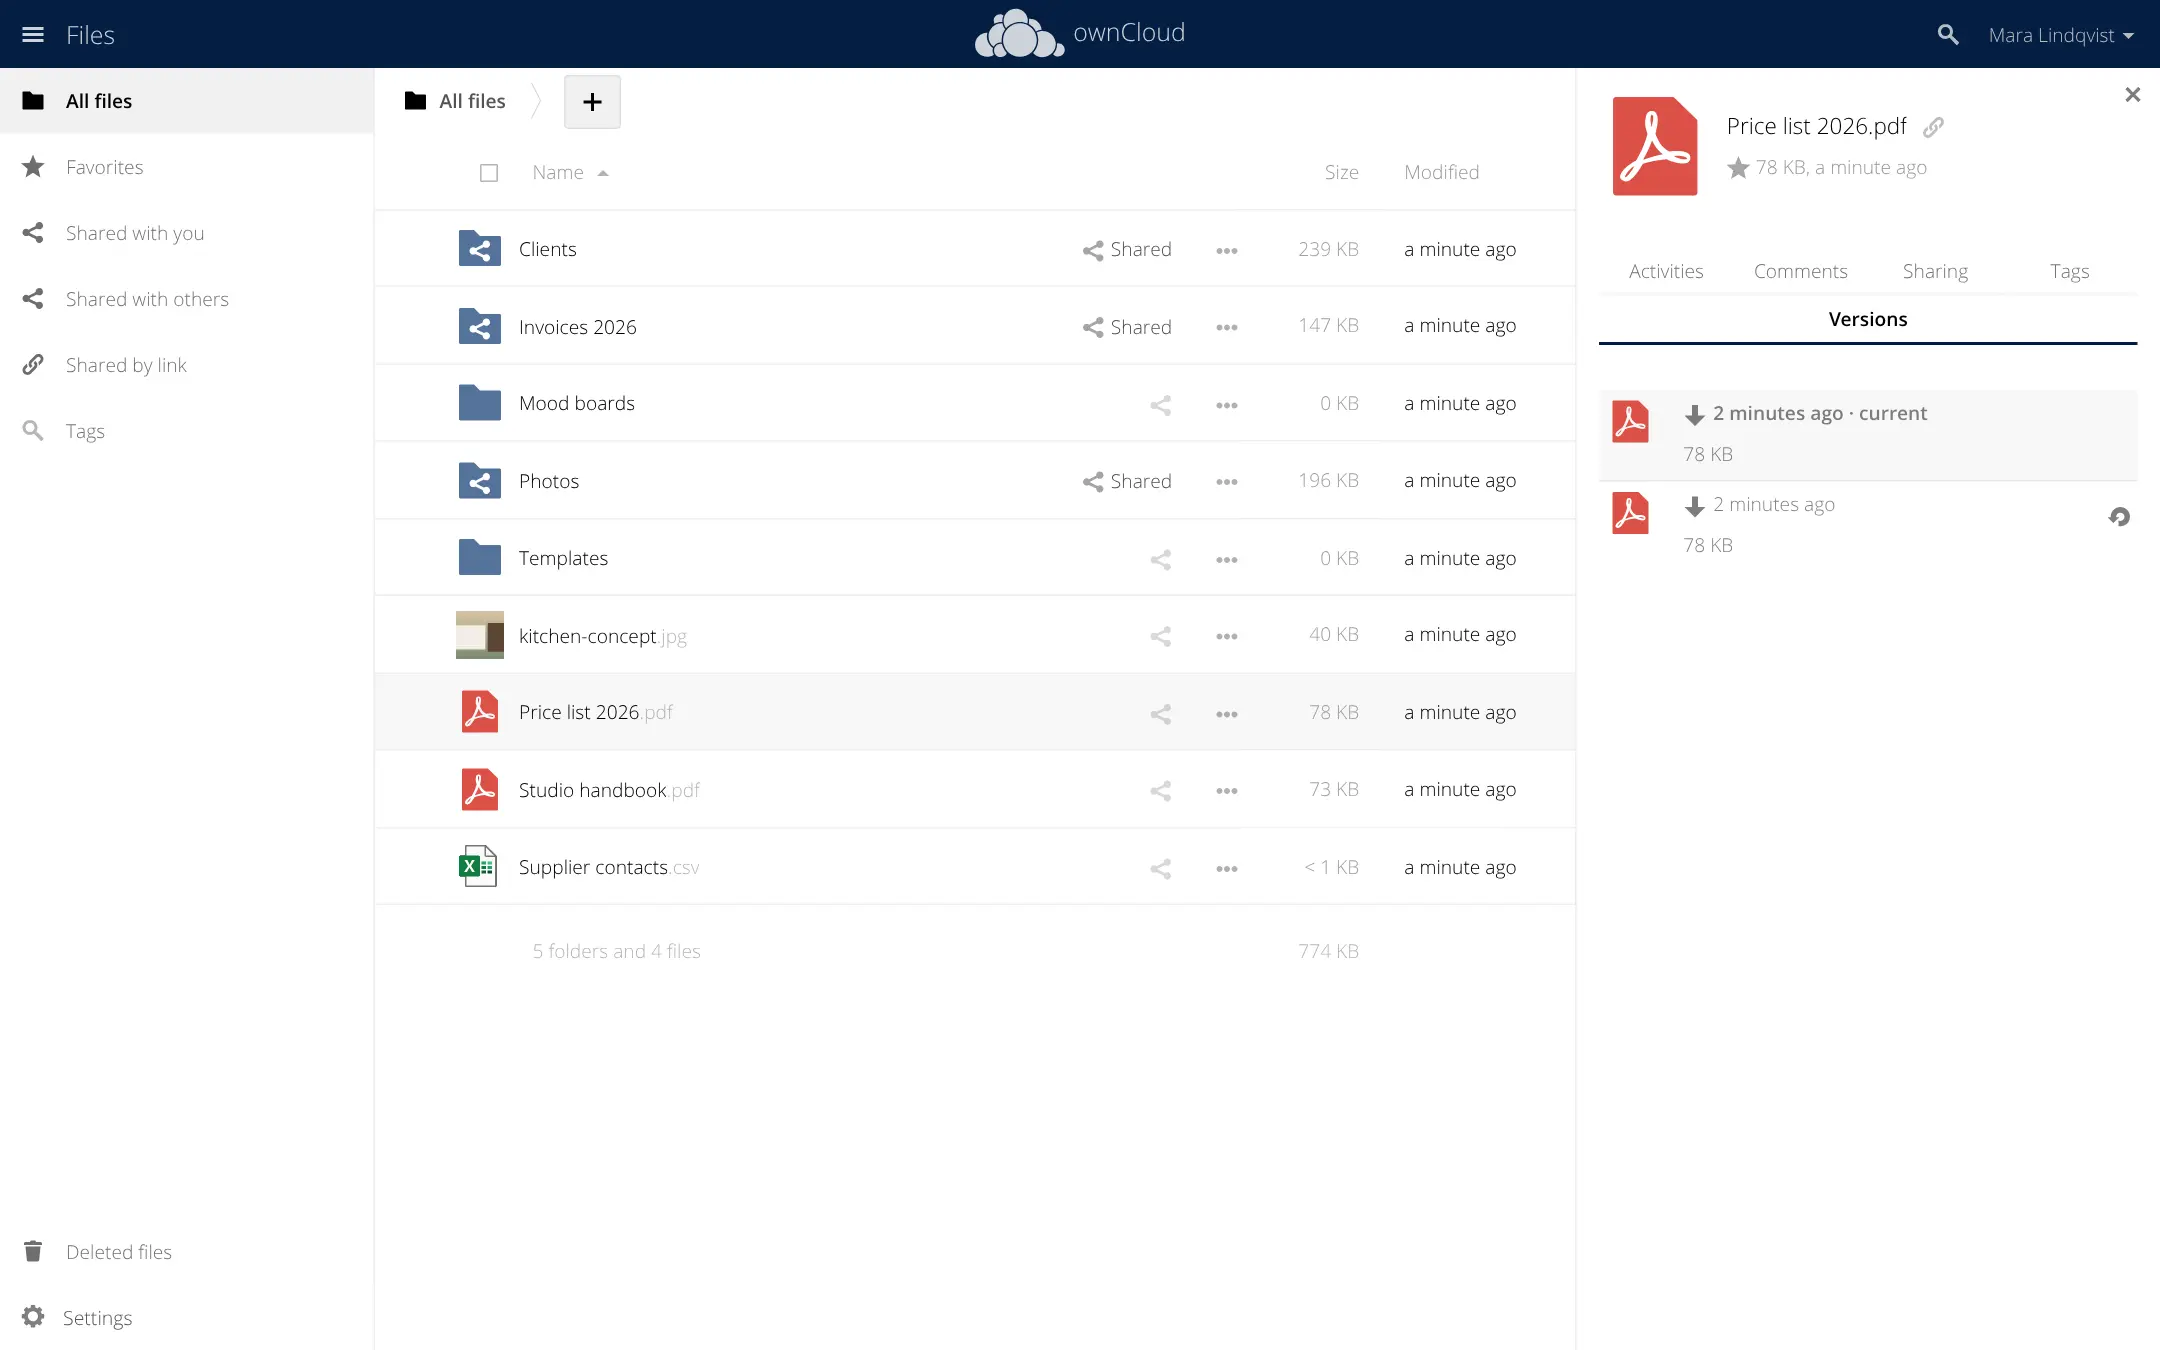 Files
ownCloud
Mara Lindqvist
All files
Favorites
Shared with you
Shared with others
Shared by link
Tags
Deleted files
Settings
All files
+
Name Size Modified
Clients Shared 239 KB a minute ago
Invoices 2026 Shared 147 KB a minute ago
Mood boards 0 KB a minute ago
Photos Shared 196 KB a minute ago
Templates 0 KB a minute ago
kitchen-concept.jpg 40 KB a minute ago
Price list 2026.pdf 78 KB a minute ago
Studio handbook.pdf 73 KB a minute ago
Supplier contacts.csv < 1 KB a minute ago
5 folders and 4 files 774 KB
Price list 2026.pdf
78 KB, a minute ago
Activities Comments Sharing Tags
Versions
2 minutes ago · current
78 KB
2 minutes ago
78 KB